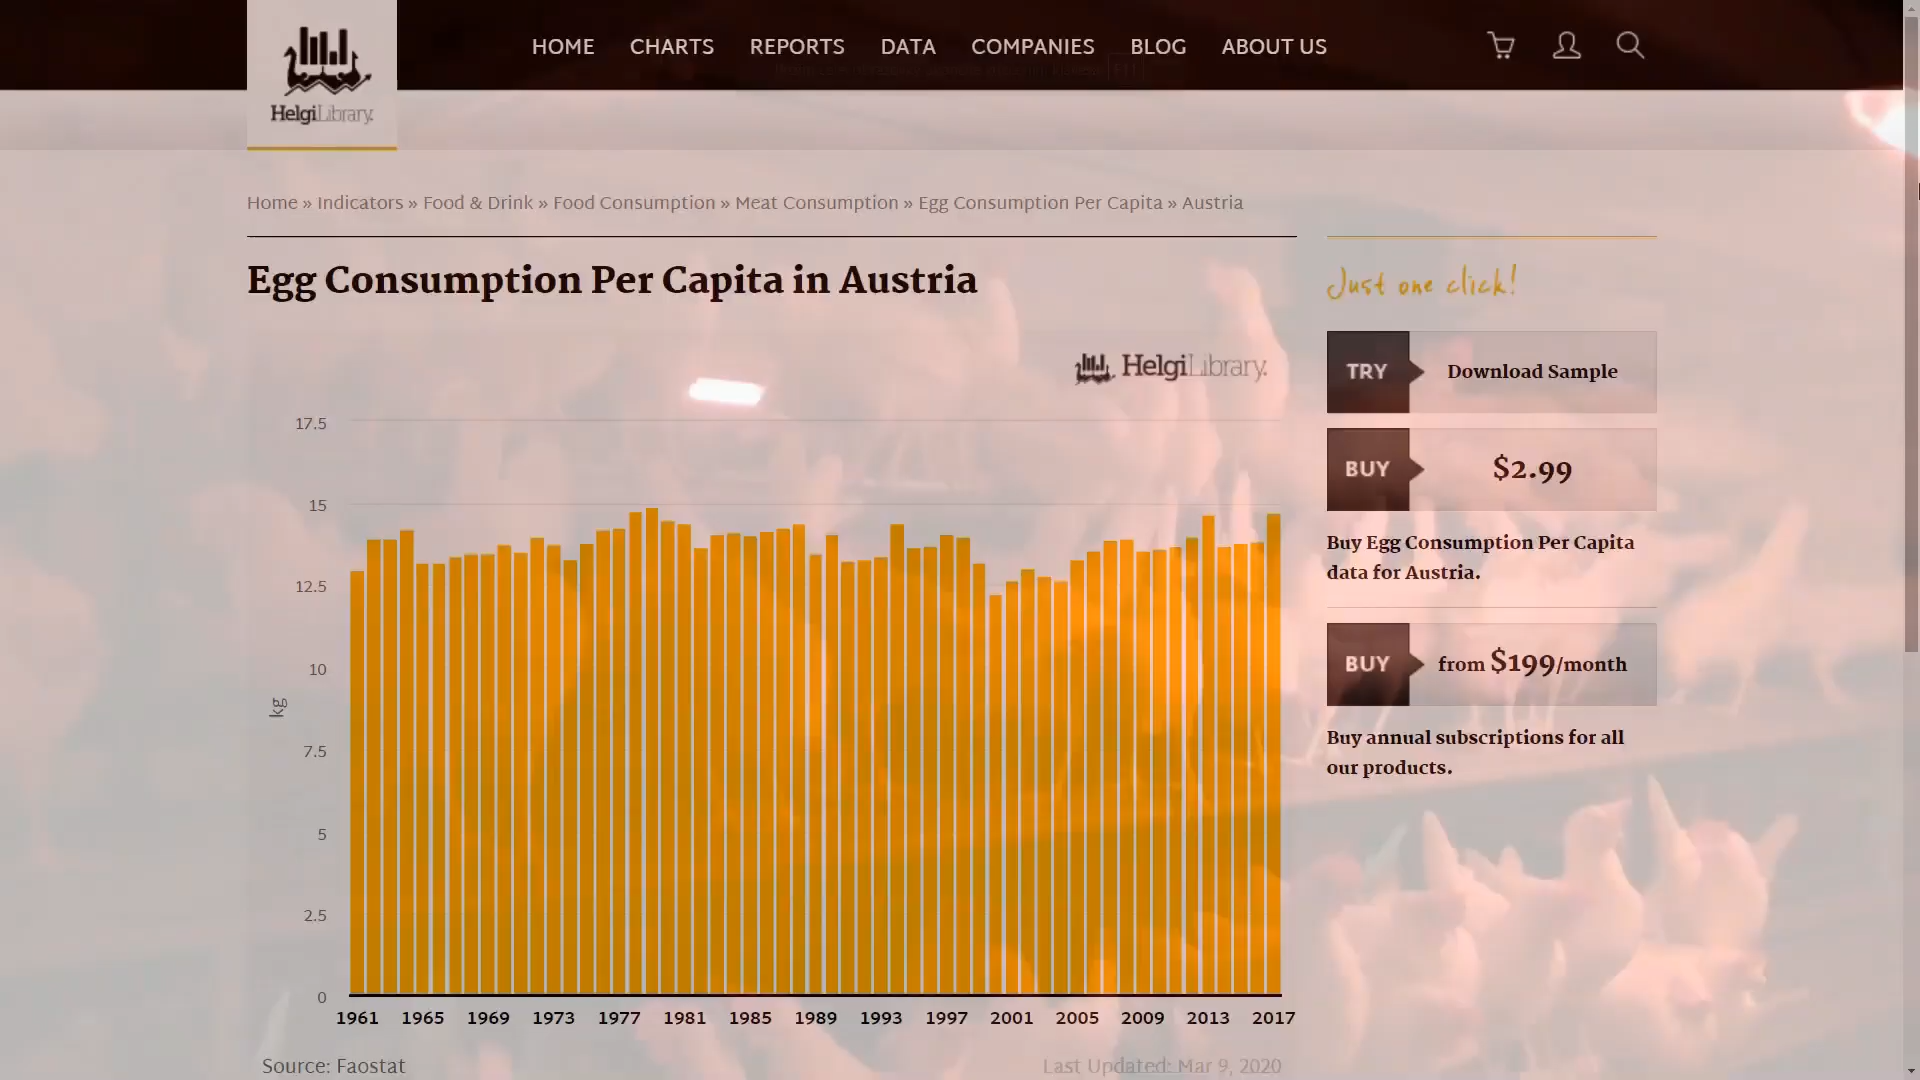 HOME CHARTS REPORTS DATA COMPANIES BLOG ABOUT US
HelgiLibrary.
Home » Indicators » Food & Drink » Food Consumption » Meat Consumption » Egg Consumption Per Capita » Austria
Egg Consumption Per Capita in Austria
HelgiLibrary.
17.5
15
12.5
10
7.5
5
2.5
0
kg
1961 1965 1969 1973 1977 1981 1985 1989 1993 1997 2001 2005 2009 2013 2017
Source: Faostat
Last Updated: Mar 9, 2020
Just one click!
TRY Download Sample
BUY $2.99
Buy Egg Consumption Per Capita
data for Austria.
BUY from $199/month
Buy annual subscriptions for all
our products.